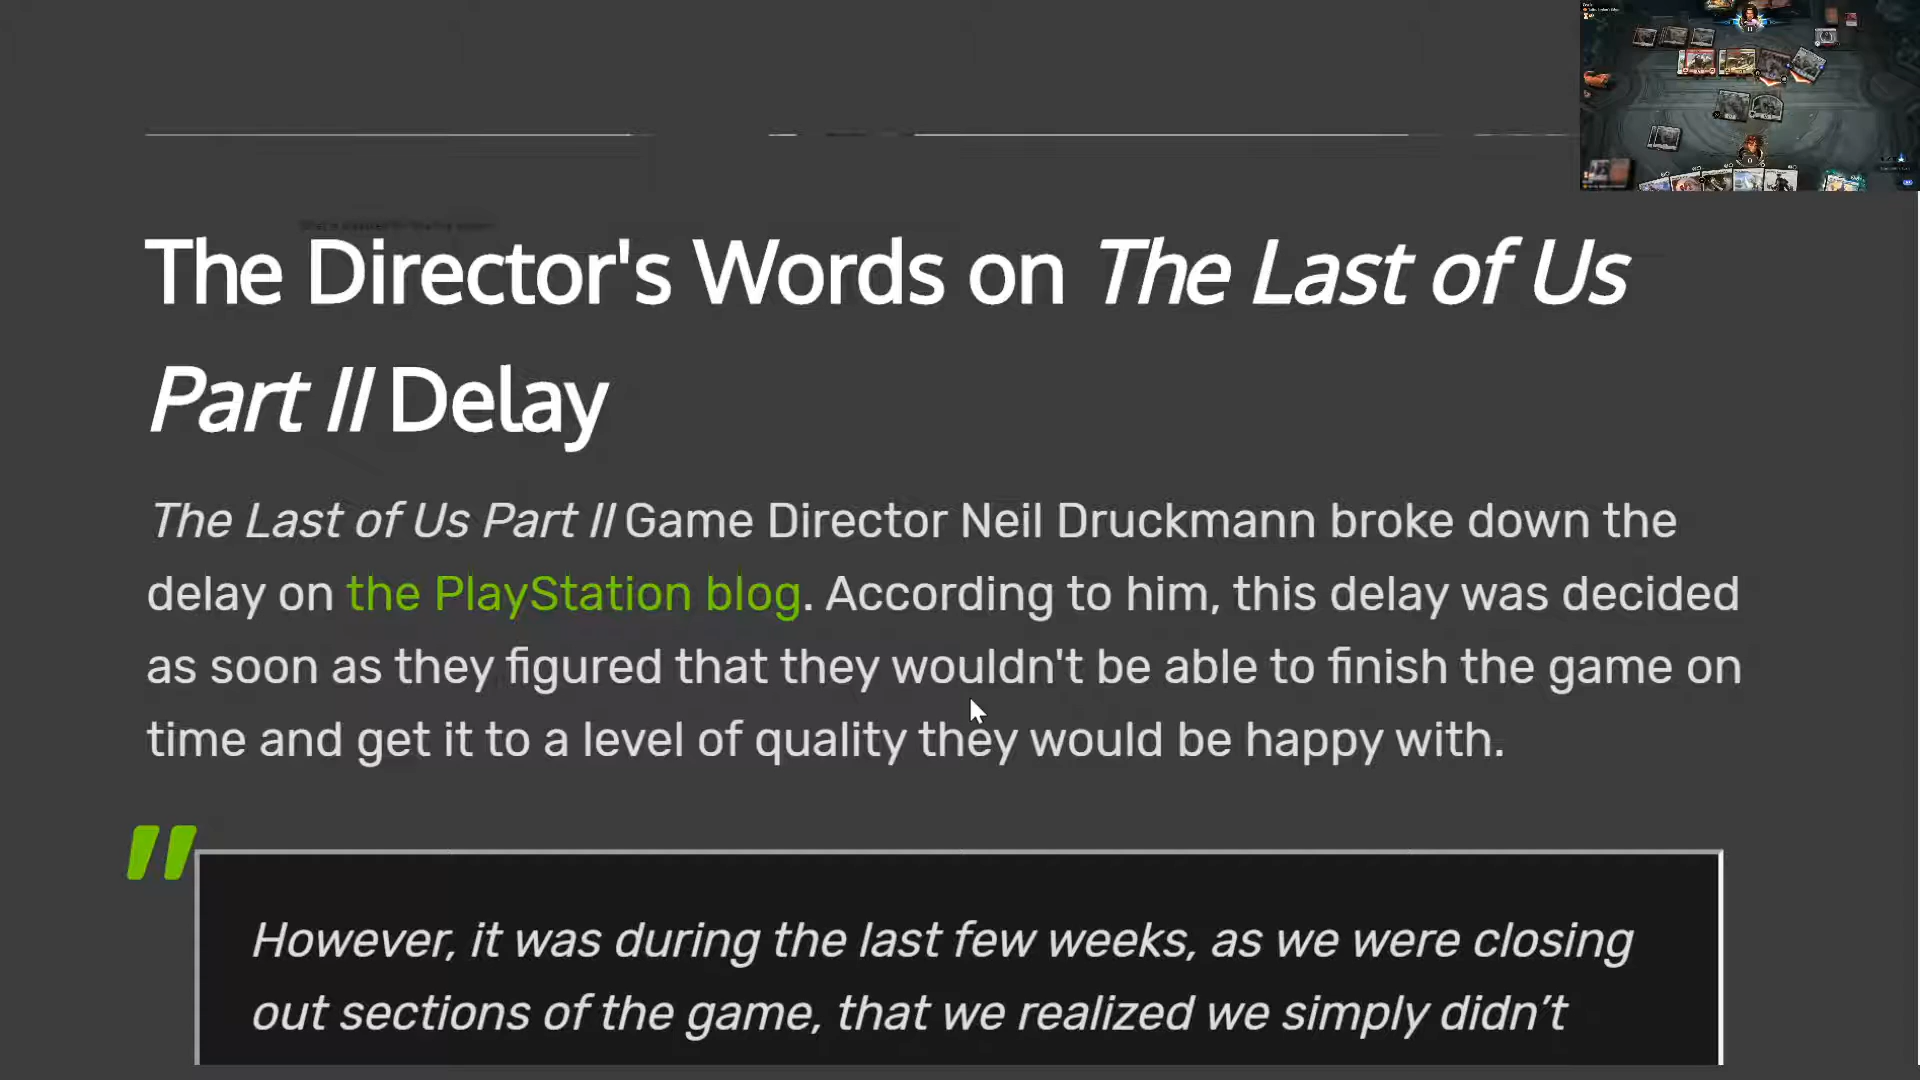 The Director's Words on The Last of Us
Part II Delay
The Last of Us Part II Game Director Neil Druckmann broke down the
delay on the PlayStation blog. According to him, this delay was decided
as soon as they figured that they wouldn't be able to finish the game on
time and get it to a level of quality they would be happy with.
"
However, it was during the last few weeks, as we were closing
out sections of the game, that we realized we simply didn’t